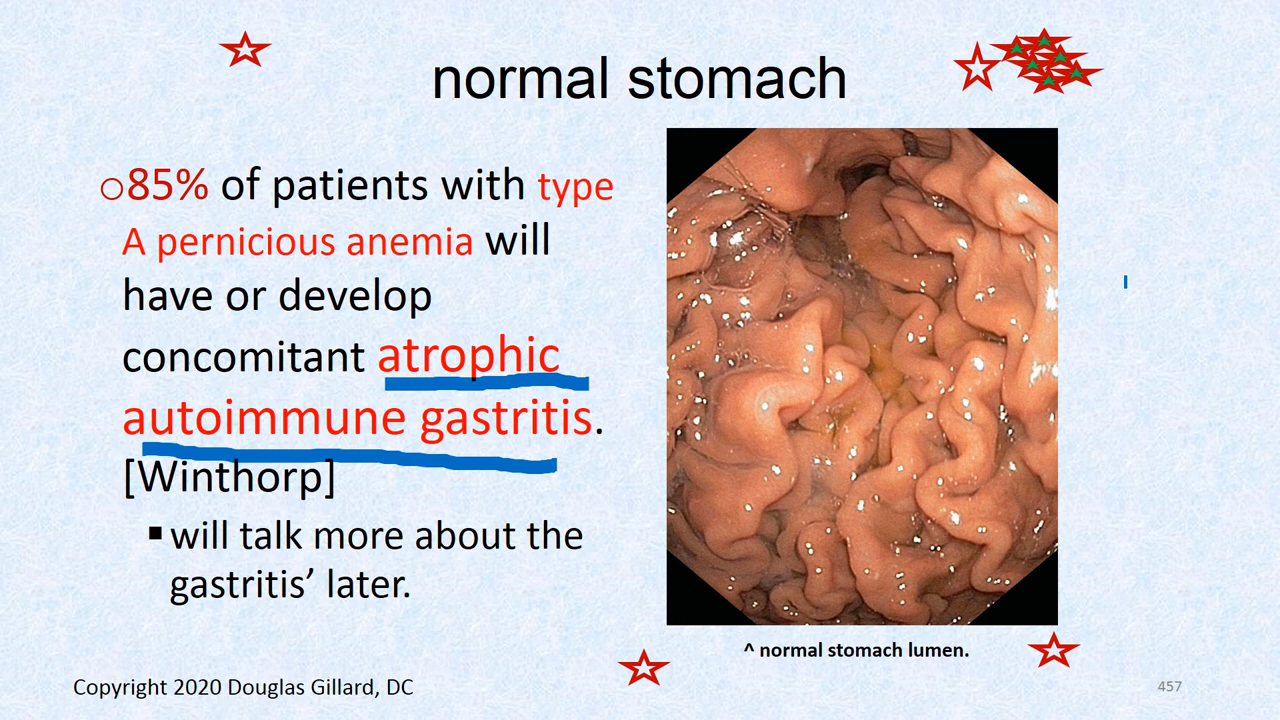 normal stomach
85% of patients with type
A pernicious anemia will
have or develop
concomitant atrophic
autoimmune gastritis.
[Winthorp]
will talk more about the
gastritis’ later.
^ normal stomach lumen.
Copyright 2020 Douglas Gillard, DC
457